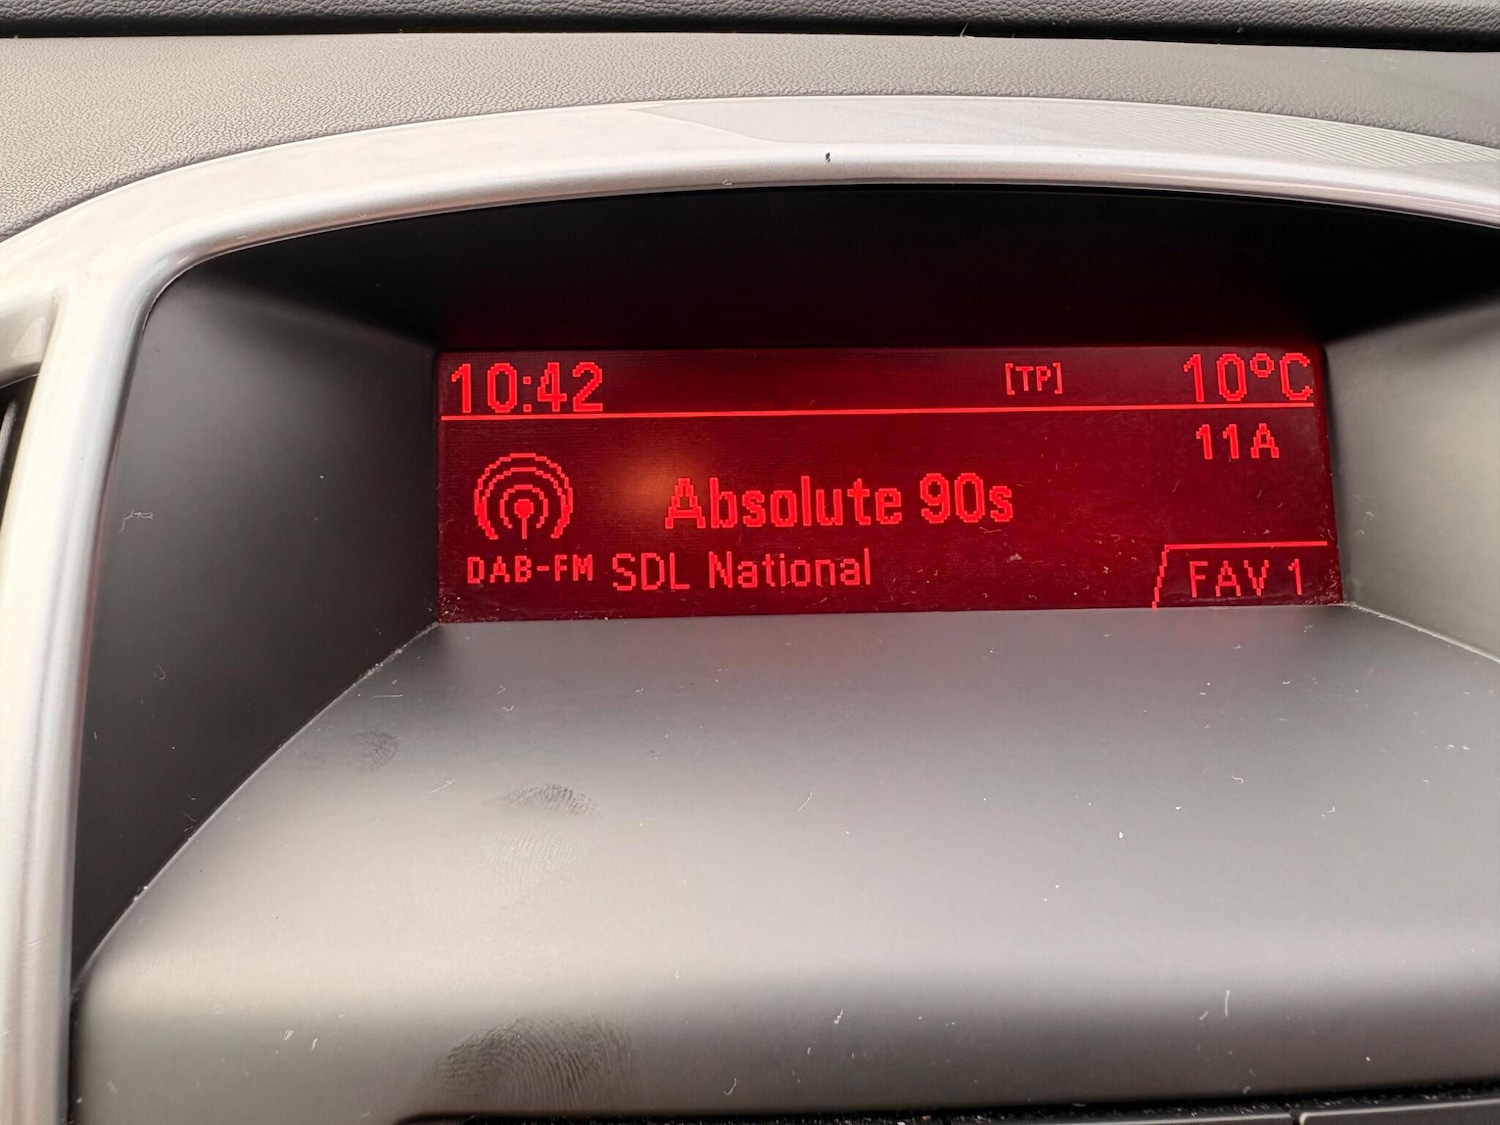 10:42 [TP] 10°C
11A
Absolute 90s
DAB-FM SDL National FAV 1